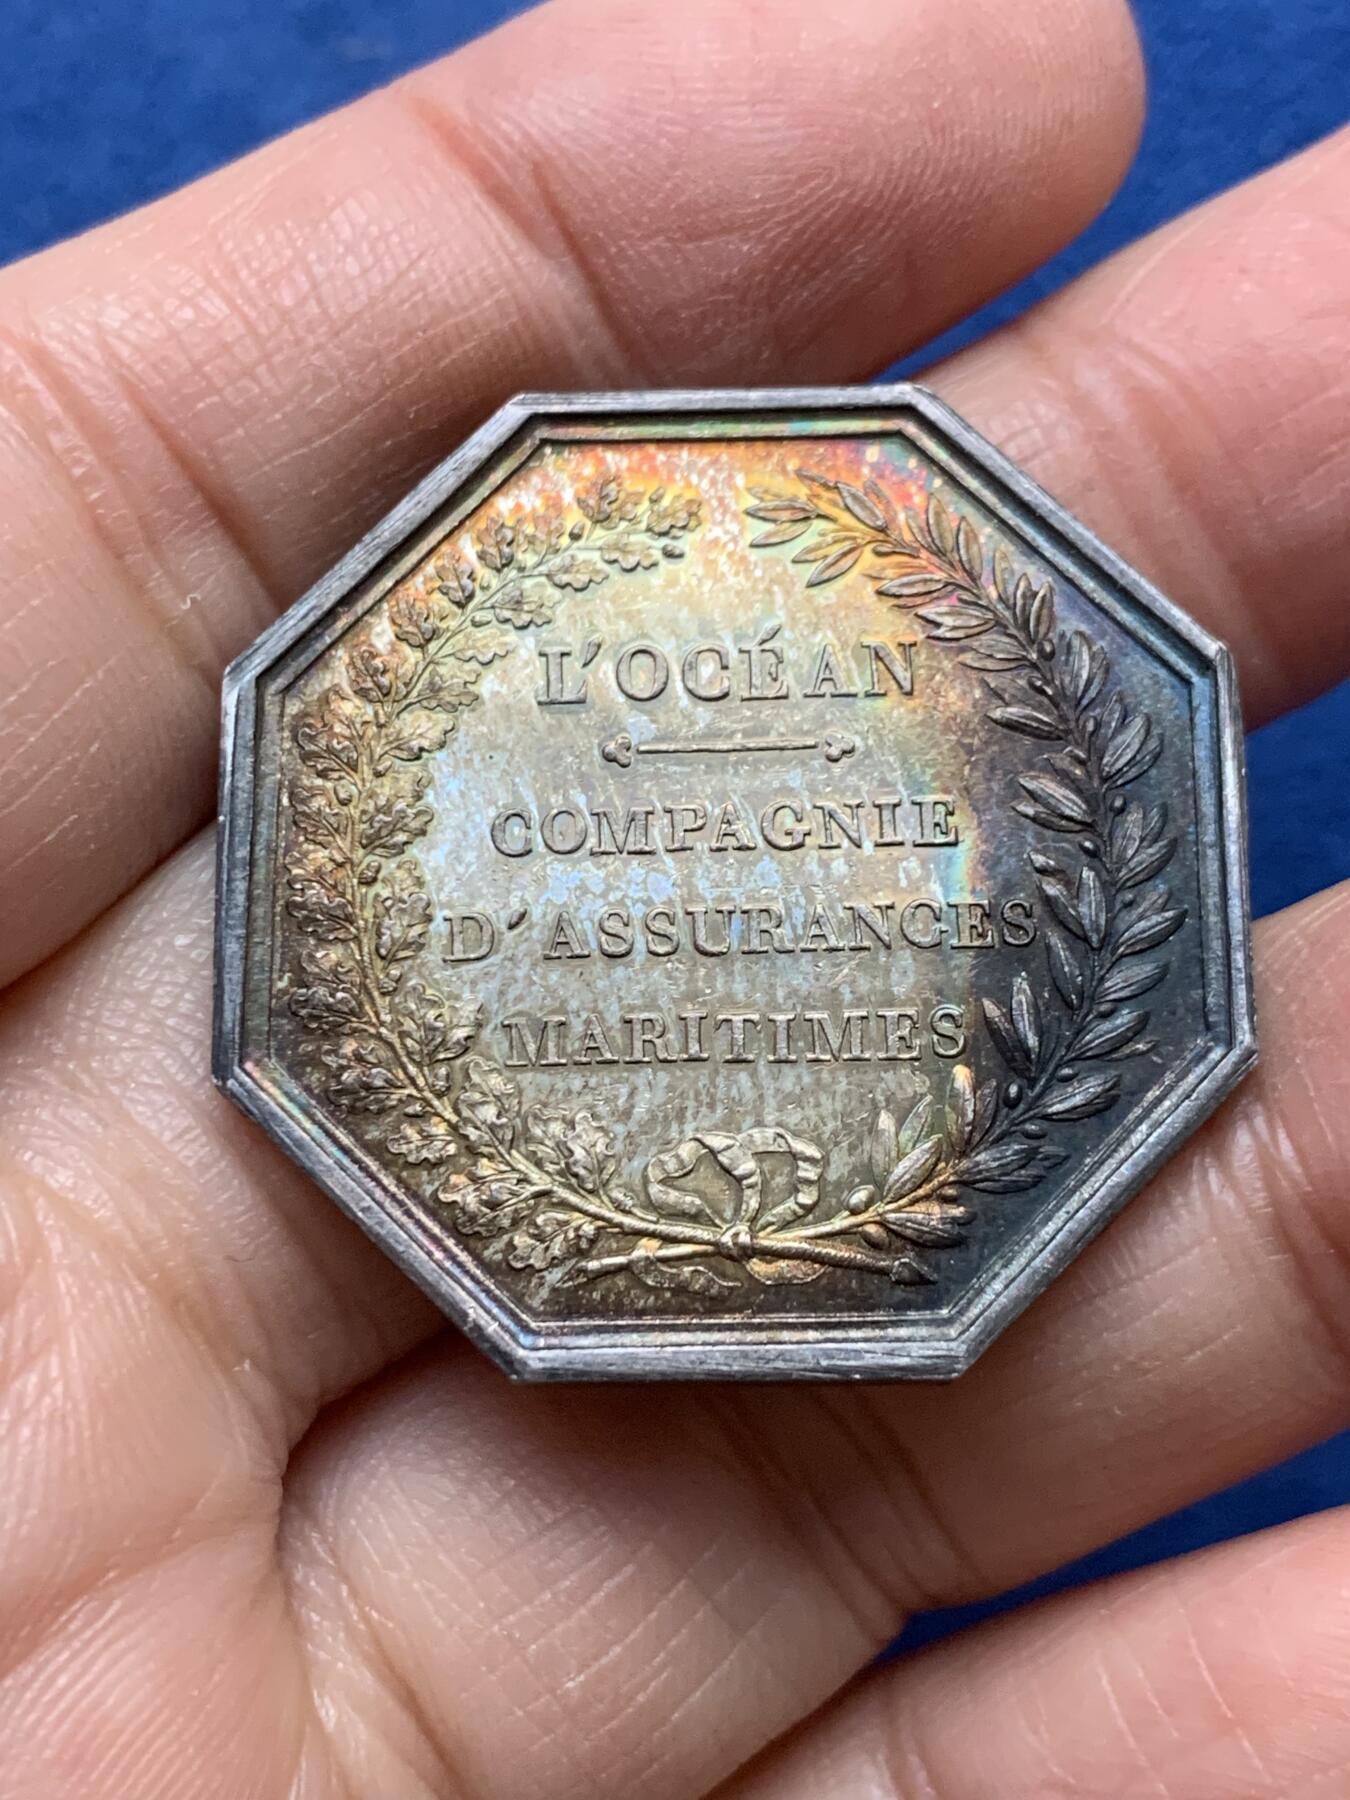 L'OCÉAN
COMPAGNIE
D'ASSURANCES
MARITIMES